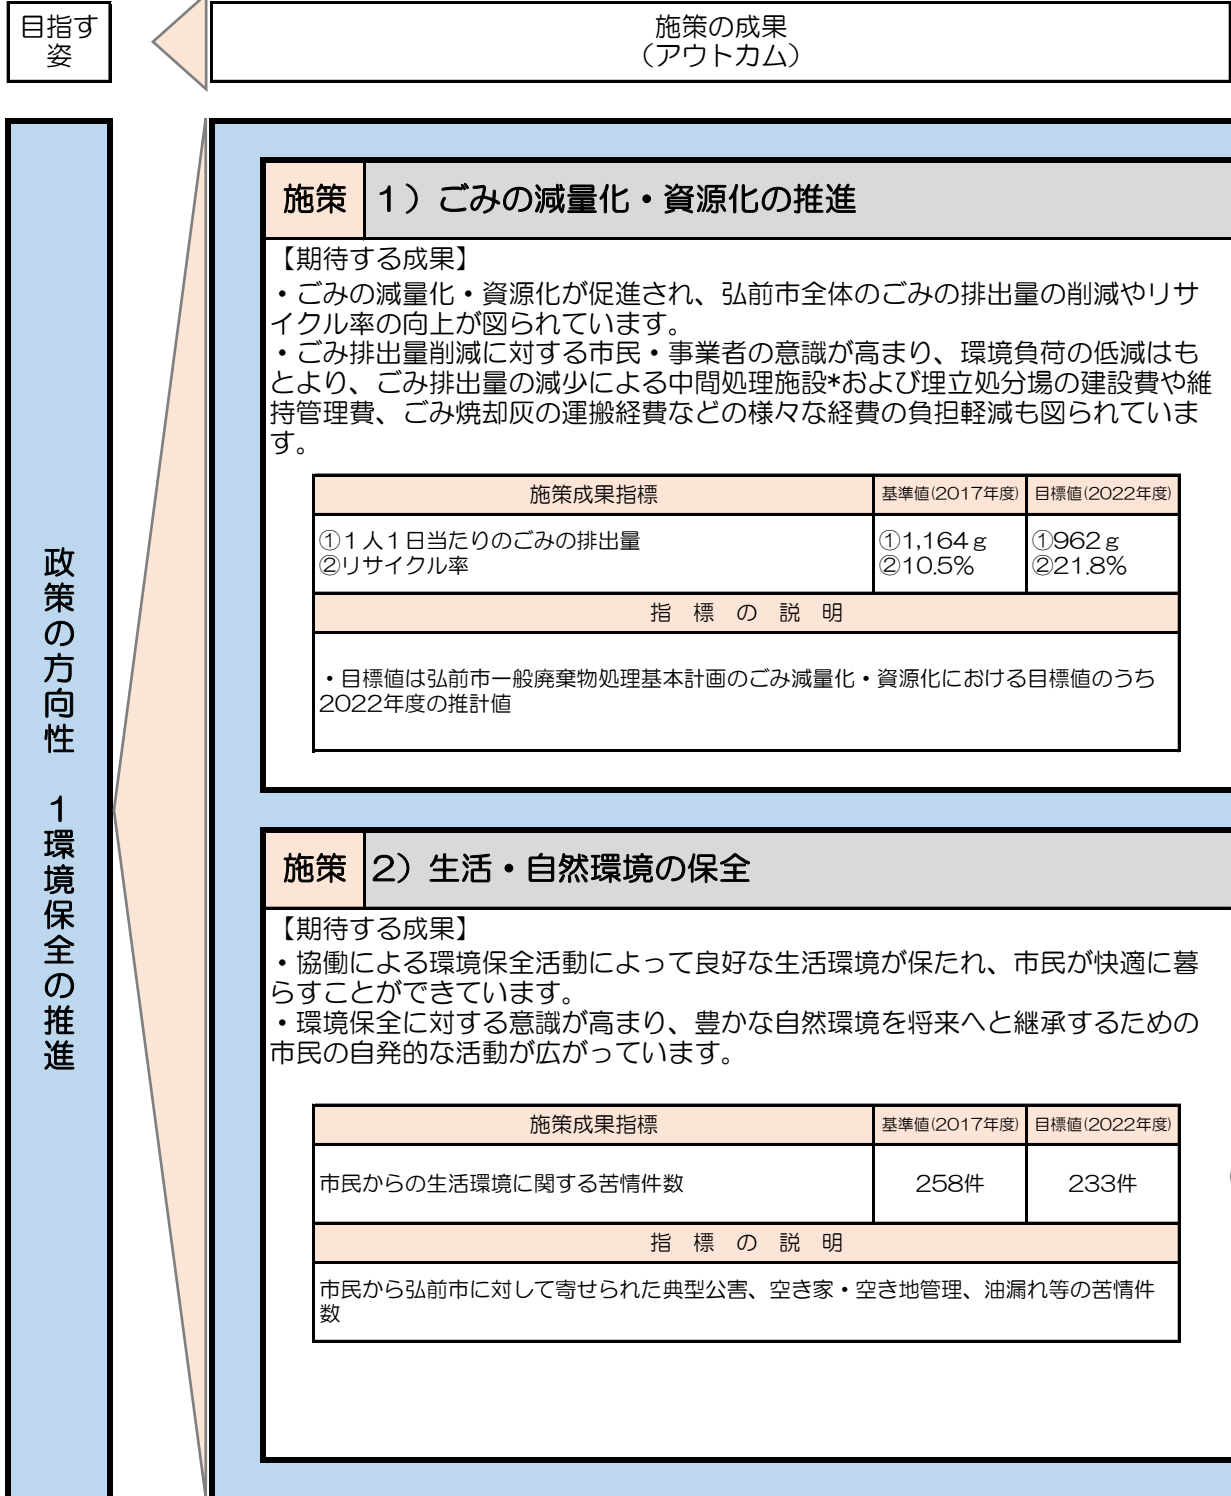 目指す
姿
施策の成果
（アウトカム）
政策の方向性　1環境保全の推進
施策
1）ごみの減量化・資源化の推進
【期待する成果】
・ごみの減量化・資源化が促進され、弘前市全体のごみの排出量の削減やリサ
イクル率の向上が図られています。
・ごみ排出量削減に対する市民・事業者の意識が高まり、環境負荷の低減はも
とより、ごみ排出量の減少による中間処理施設*および埋立処分場の建設費や維
持管理費、ごみ焼却灰の運搬経費などの様々な経費の負担軽減も図られていま
す。
施策成果指標 基準値(2017年度) 目標値(2022年度)
①1人1日当たりのごみの排出量 ①1,164g ①962g
②リサイクル率 ②10.5% ②21.8%
指　標　の　説　明
・目標値は弘前市一般廃棄物処理基本計画のごみ減量化・資源化における目標値のうち
2022年度の推計値
施策
2）生活・自然環境の保全
【期待する成果】
・協働による環境保全活動によって良好な生活環境が保たれ、市民が快適に暮
らすことができています。
・環境保全に対する意識が高まり、豊かな自然環境を将来へと継承するための
市民の自発的な活動が広がっています。
施策成果指標 基準値(2017年度) 目標値(2022年度)
市民からの生活環境に関する苦情件数 258件 233件
指　標　の　説　明
市民から弘前市に対して寄せられた典型公害、空き家・空き地管理、油漏れ等の苦情件
数